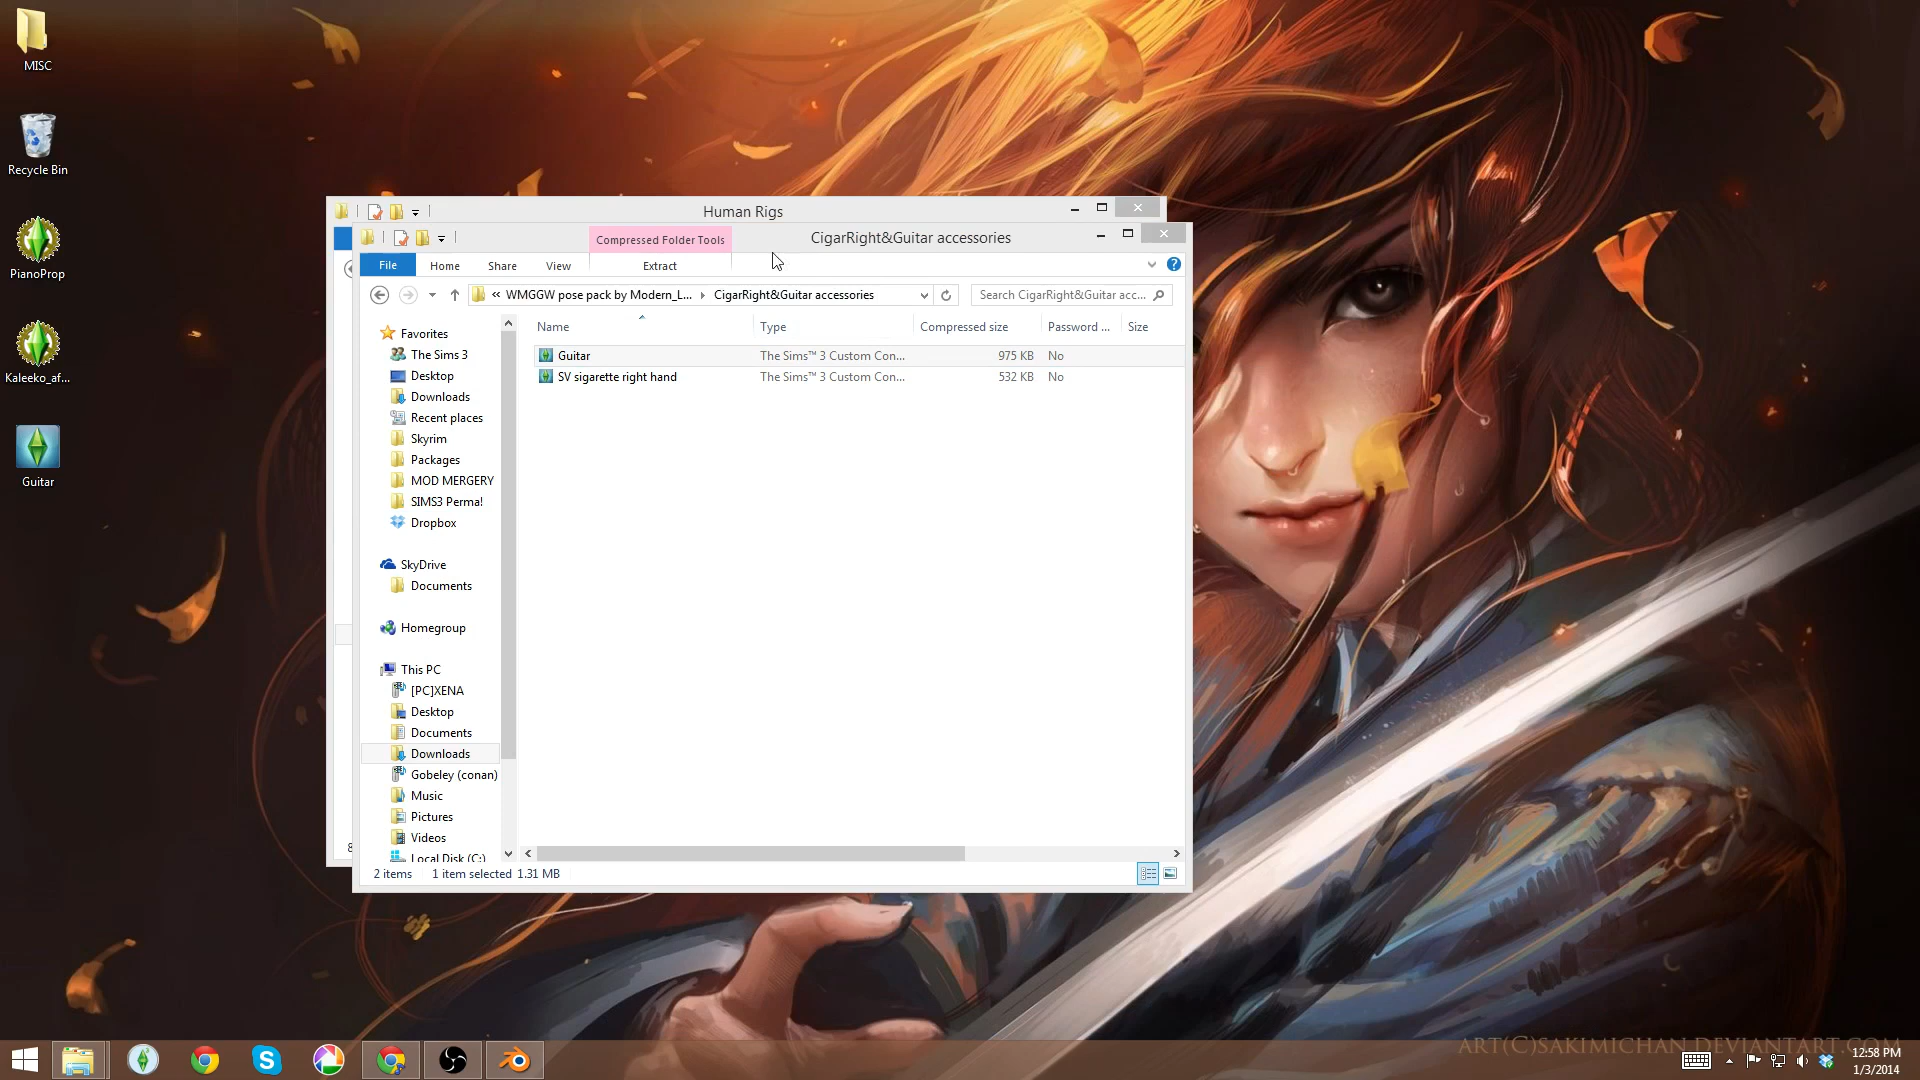 MISC
Recycle Bin
PianoProp
Kaleeko_af...
Guitar
Human Rigs
Compressed Folder Tools
CigarRight&Guitar accessories
File
Home
Share
View
Extract
« WMGGW pose pack by Modern_L... CigarRight&Guitar accessories
Search CigarRight&Guitar acc...
Name
Type
Compressed size
Password ...
Size
Guitar
The Sims™ 3 Custom Con...
975 KB
No
SV sigarette right hand
The Sims™ 3 Custom Con...
532 KB
No
Favorites
The Sims 3
Desktop
Downloads
Recent places
Skyrim
Packages
MOD MERGERY
SIMS3 Perma!
Dropbox
SkyDrive
Documents
Homegroup
This PC
[PC]XENA
Desktop
Documents
Downloads
Gobeley (conan)
Music
Pictures
Videos
Local Disk (C:)
8
2 items
1 item selected 1.31 MB
ART(C)SAKIMICHAN.DEVIANTART.COM
12:58 PM
1/3/2014